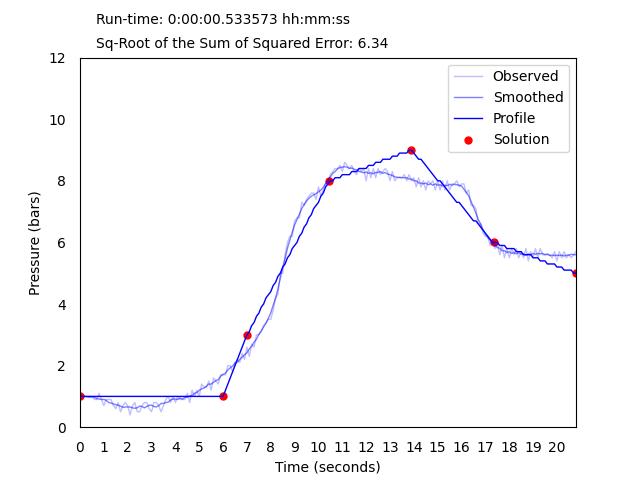 Run-time: 0:00:00.533573 hh:mm:ss
Sq-Root of the Sum of Squared Error: 6.34
12
10
8
6
4
2
0
Pressure (bars)
Observed
Smoothed
Profile
Solution
0 1 2 3 4 5 6 7 8 9 10 11 12 13 14 15 16 17 18 19 20
Time (seconds)